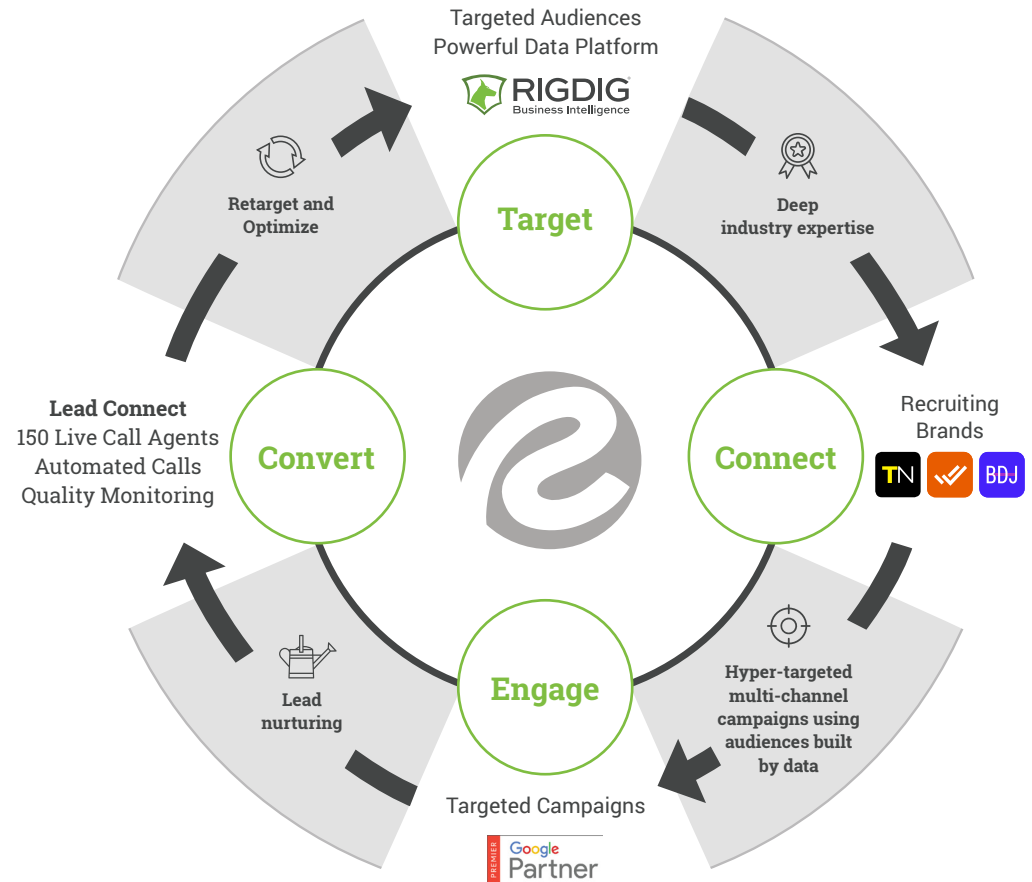 Targeted Audiences
Powerful Data Platform
RIGDIG
Business Intelligence
Target
Deep
industry expertise
Recruiting
Brands
TN
BDJ
Connect
Hyper-targeted
multi-channel
campaigns using
audiences built
by data
Engage
Targeted Campaigns
PREMIER
Google
Partner
Lead
nurturing
Convert
Lead Connect
150 Live Call Agents
Automated Calls
Quality Monitoring
Retarget and
Optimize